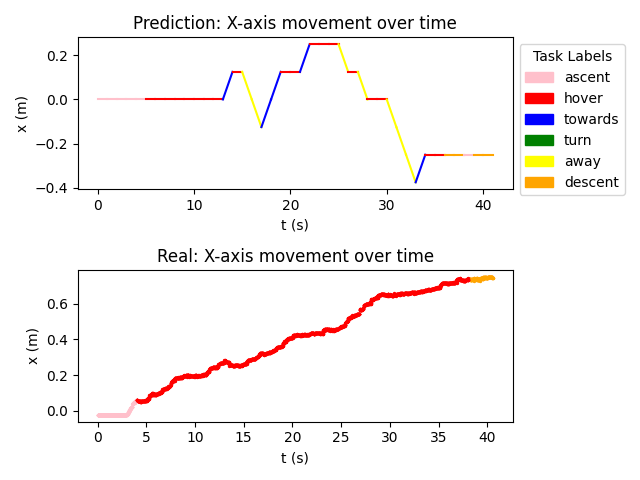 Prediction: X-axis movement over time
x (m)
0.2
0.0
−0.2
−0.4
0
10
20
30
40
t (s)
Task Labels
ascent
hover
towards
turn
away
descent
Real: X-axis movement over time
x (m)
0.6
0.4
0.2
0.0
0
5
10
15
20
25
30
35
40
t (s)